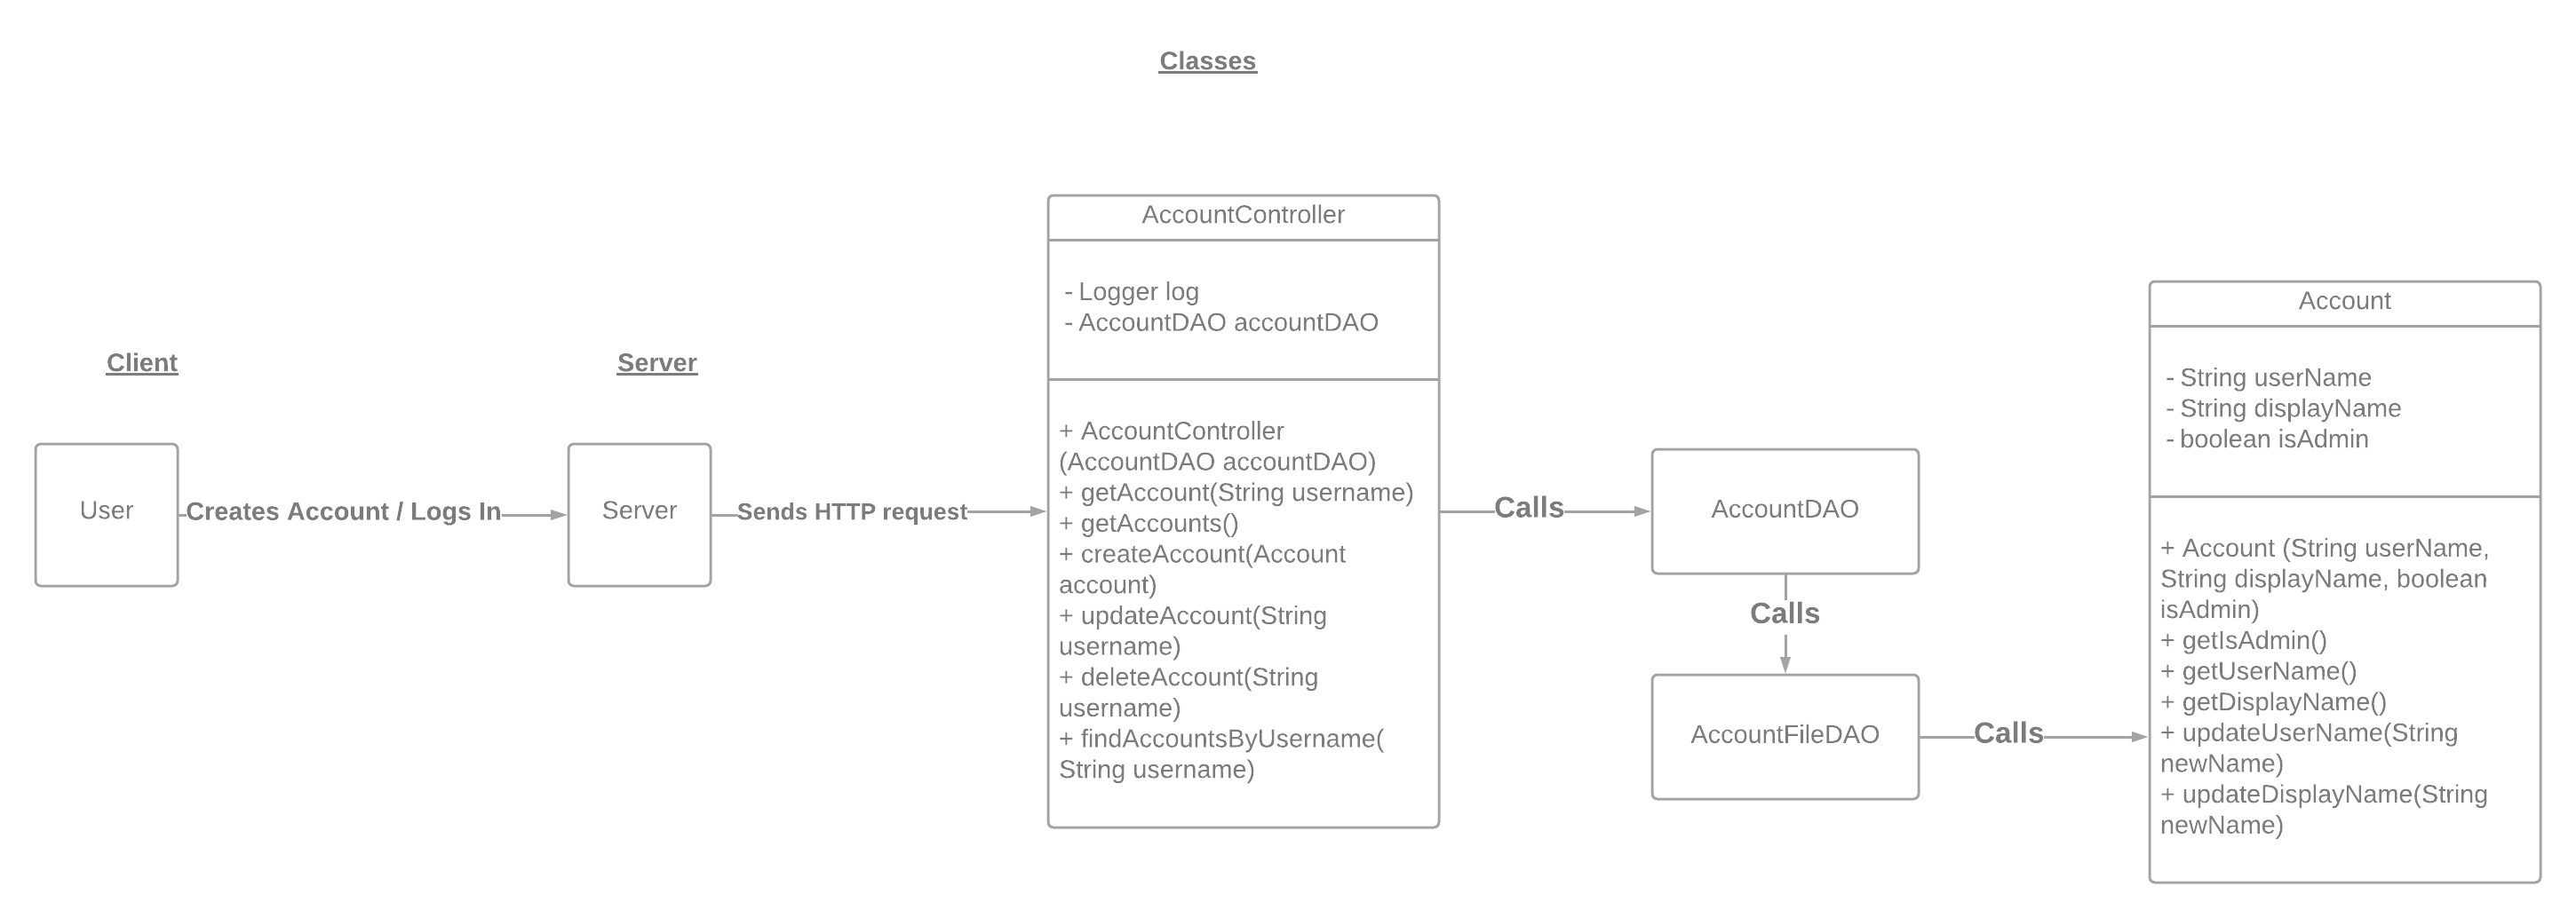 Classes
Client
User
Creates Account / Logs In
Server
Server
Sends HTTP request
AccountController
- Logger log
- AccountDAO accountDAO
+ AccountController
(AccountDAO accountDAO)
+ getAccount(String username)
+ getAccounts()
+ createAccount(Account
account)
+ updateAccount(String
username)
+ deleteAccount(String
username)
+ findAccountsByUsername(
String username)
Calls
AccountDAO
Calls
AccountFileDAO
Calls
Account
- String userName
- String displayName
- boolean isAdmin
+ Account (String userName,
String displayName, boolean
isAdmin)
+ getIsAdmin()
+ getUserName()
+ getDisplayName()
+ updateUserName(String
newName)
+ updateDisplayName(String
newName)